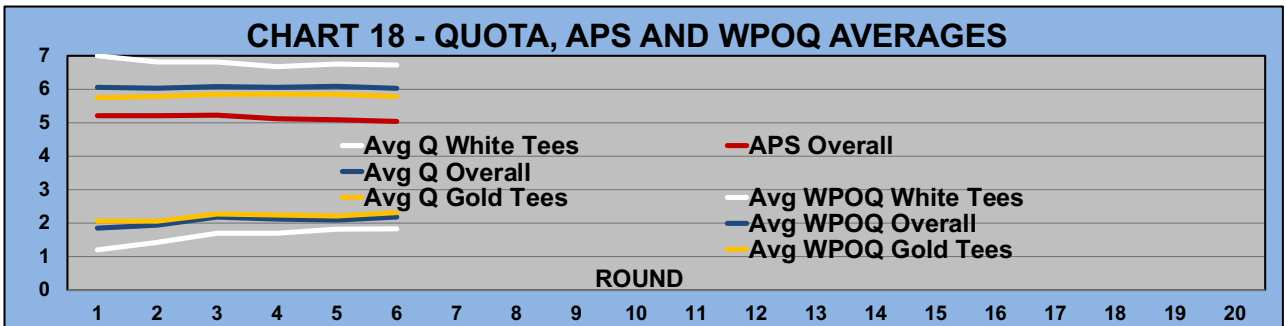 CHART 18 - QUOTA, APS AND WPOQ AVERAGES
7
6
5
4
3
2
1
0
Avg Q White Tees
APS Overall
Avg Q Overall
Avg Q Gold Tees
Avg WPOQ White Tees
Avg WPOQ Overall
Avg WPOQ Gold Tees
ROUND
1 2 3 4 5 6 7 8 9 10 11 12 13 14 15 16 17 18 19 20